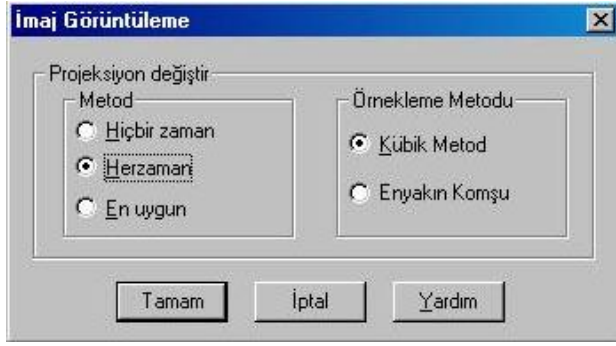 İmaj Görüntüleme
Projeksiyon değiştir
Metod
Hiçbir zaman
Herzaman
En uygun
Örnekleme Metodu
Kübik Metod
Enyakın Komşu
Tamam
İptal
Yardım